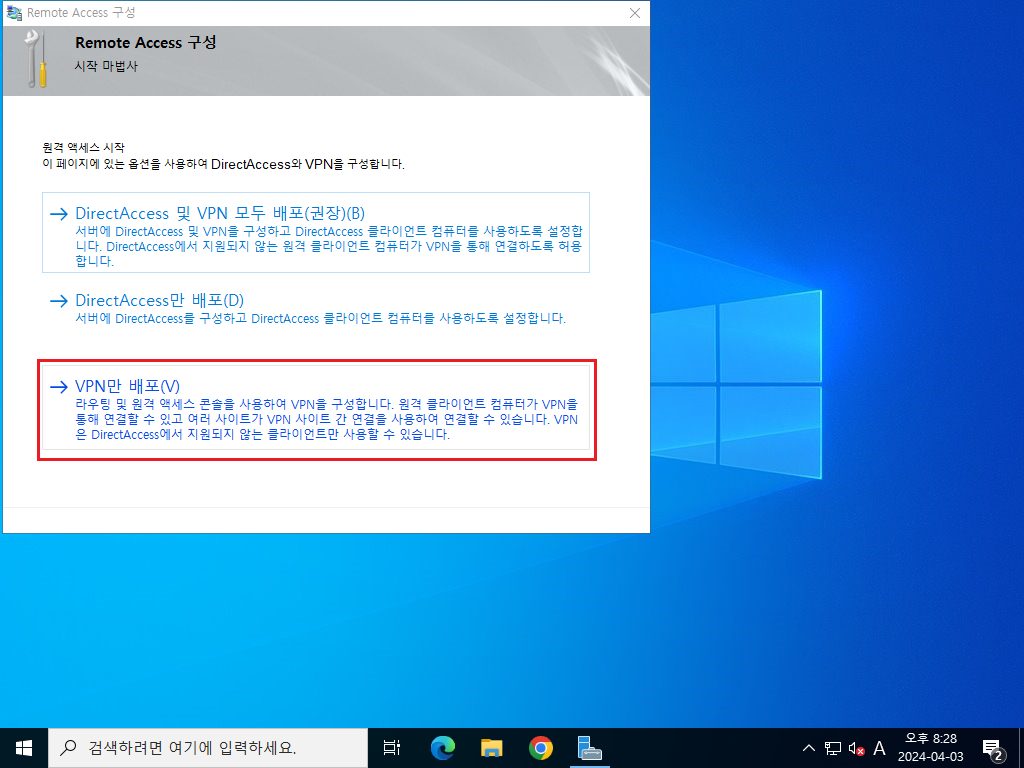 Remote Access 구성
Remote Access 구성
시작 마법사
원격 액세스 시작
이 페이지에 있는 옵션을 사용하여 DirectAccess와 VPN을 구성합니다.
DirectAccess 및 VPN 모두 배포(권장)(B)
서버에 DirectAccess 및 VPN을 구성하고 DirectAccess 클라이언트 컴퓨터를 사용하도록 설정합
니다. DirectAccess에서 지원되지 않는 원격 클라이언트 컴퓨터가 VPN을 통해 연결하도록 허용
합니다.
DirectAccess만 배포(D)
서버에 DirectAccess를 구성하고 DirectAccess 클라이언트 컴퓨터를 사용하도록 설정합니다.
VPN만 배포(V)
라우팅 및 원격 액세스 콘솔을 사용하여 VPN을 구성합니다. 원격 클라이언트 컴퓨터가 VPN을
통해 연결할 수 있고 여러 사이트가 VPN 사이트 간 연결을 사용하여 연결할 수 있습니다. VPN
은 DirectAccess에서 지원되지 않는 클라이언트만 사용할 수 있습니다.
검색하려면 여기에 입력하세요.
A
오후 8:28
2024-04-03
2